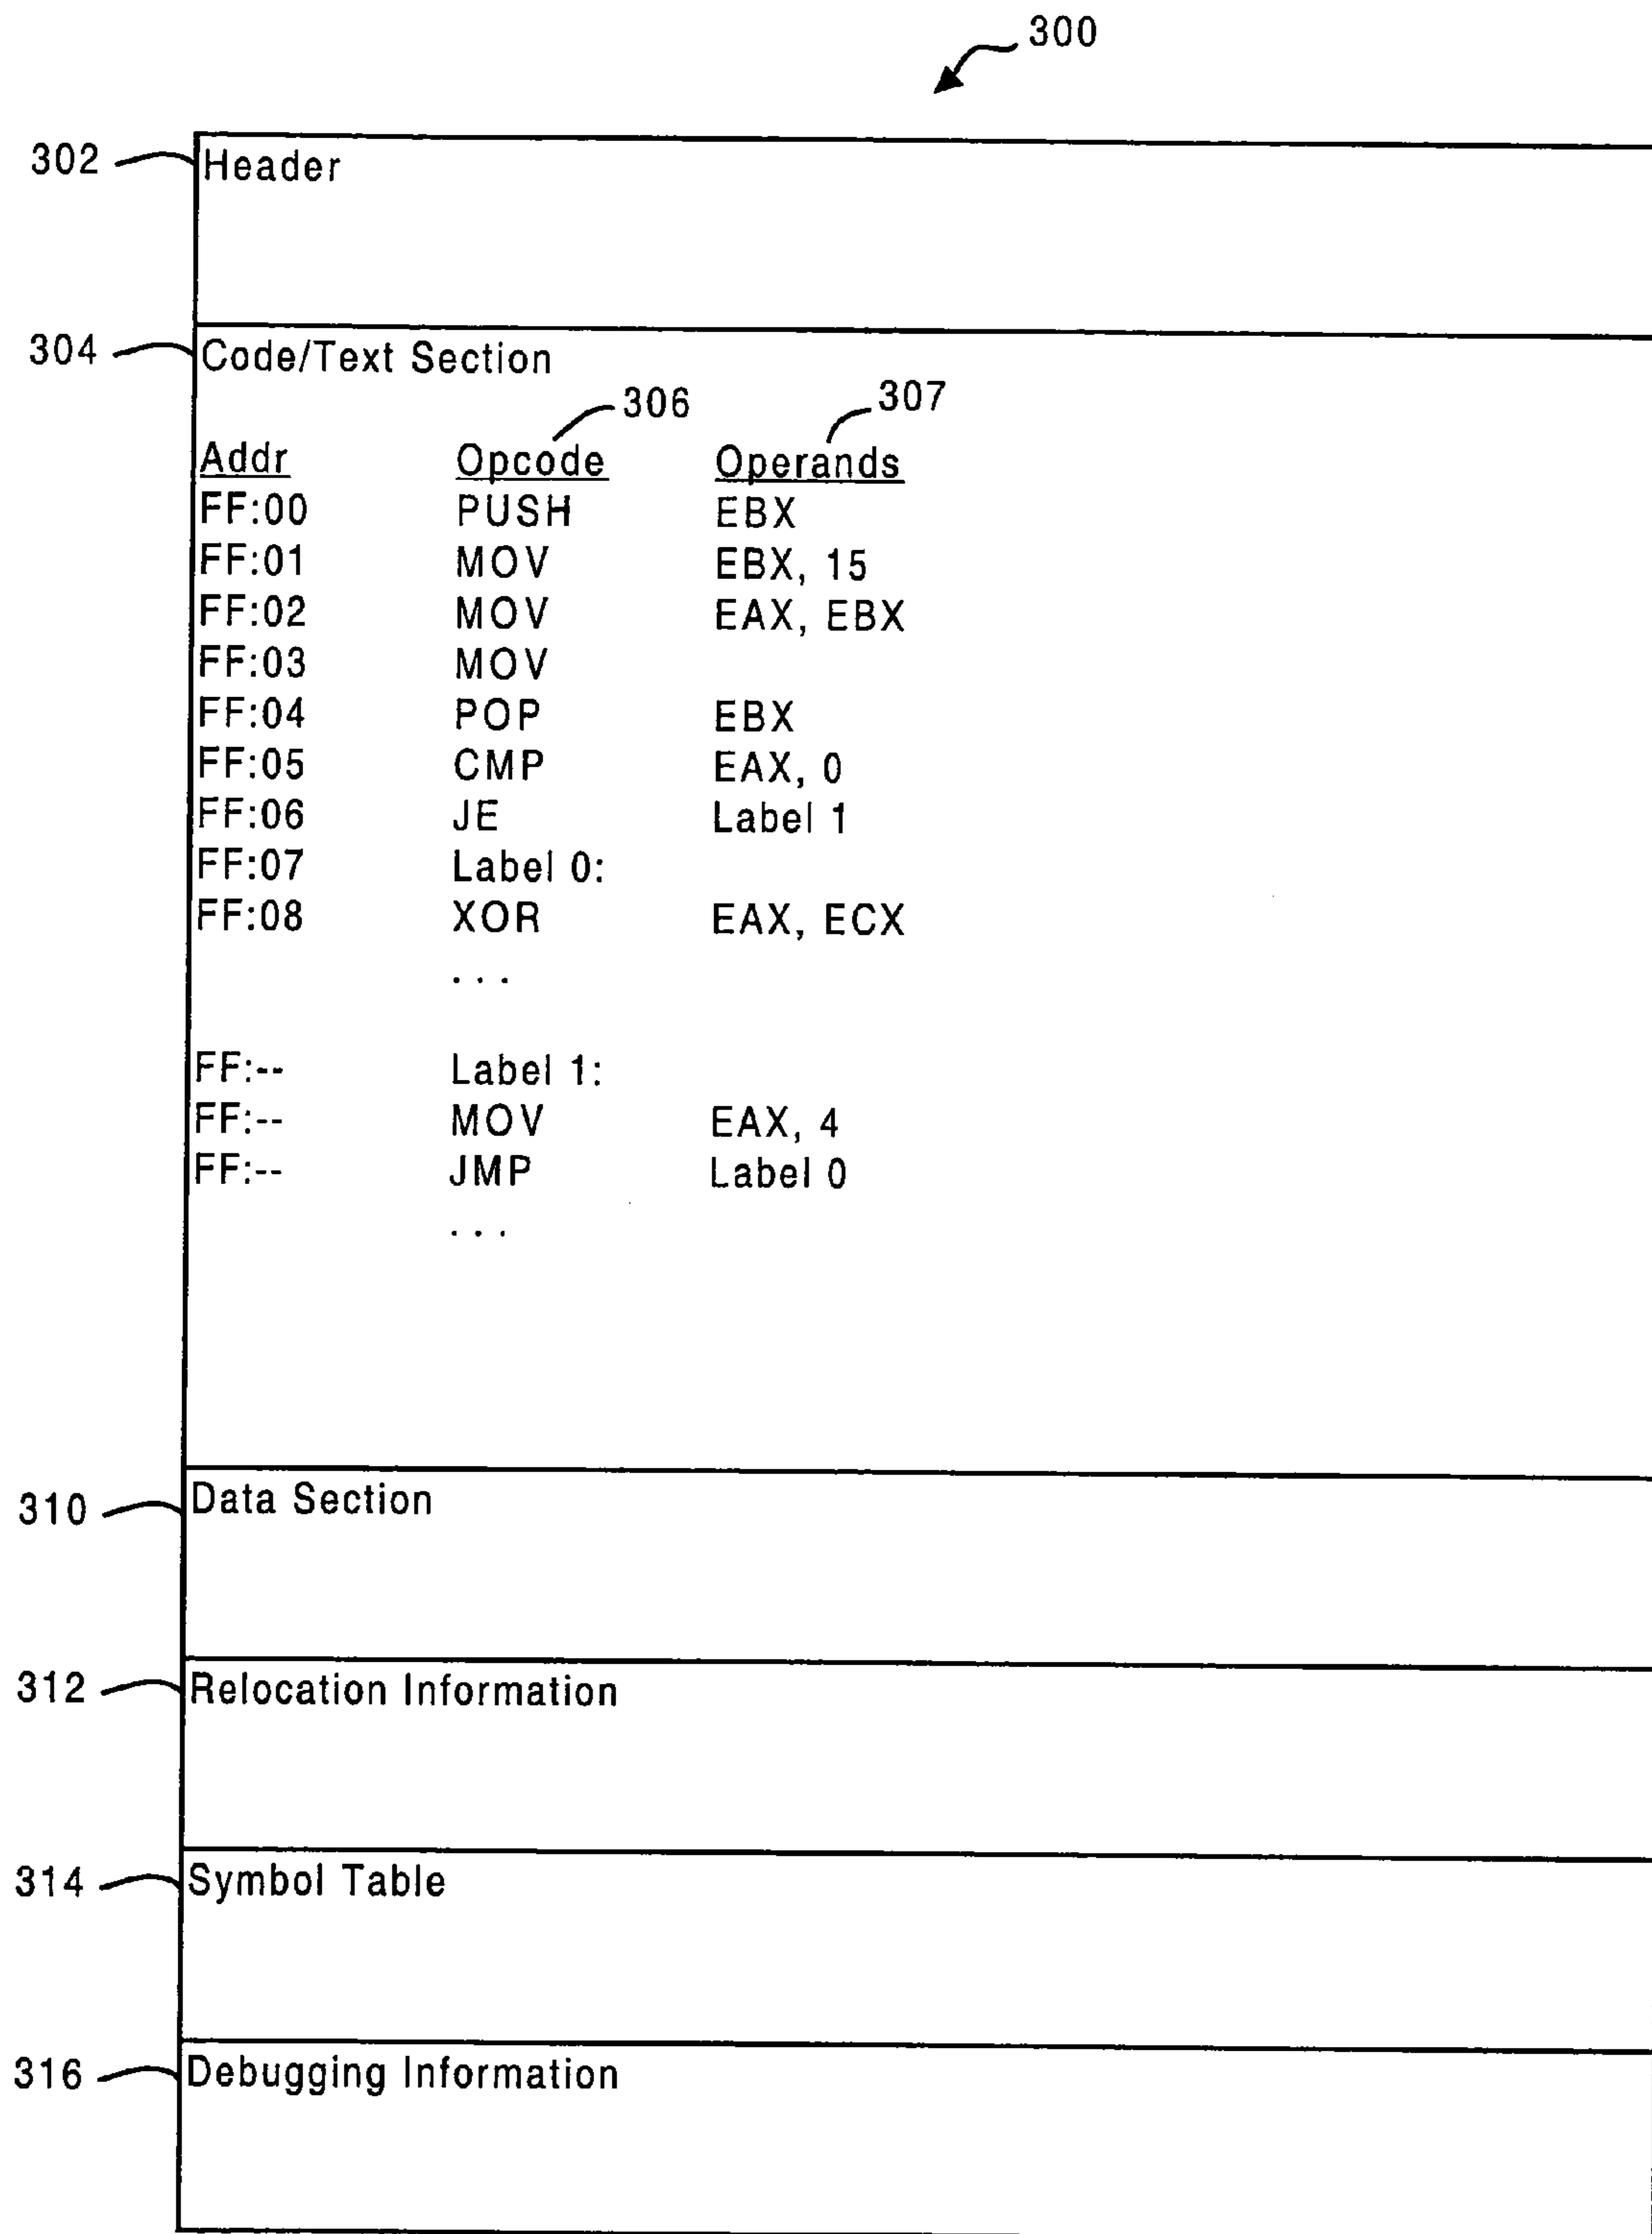 300
302 Header
304 Code/Text Section
306 307
Addr Opcode Operands
FF:00 PUSH EBX
FF:01 MOV EBX, 15
FF:02 MOV EAX, EBX
FF:03 MOV
FF:04 POP EBX
FF:05 CMP EAX, 0
FF:06 JE Label 1
FF:07 Label 0:
FF:08 XOR EAX, ECX
. . .
FF:-- Label 1:
FF:-- MOV EAX, 4
FF:-- JMP Label 0
. . .
310 Data Section
312 Relocation Information
314 Symbol Table
316 Debugging Information